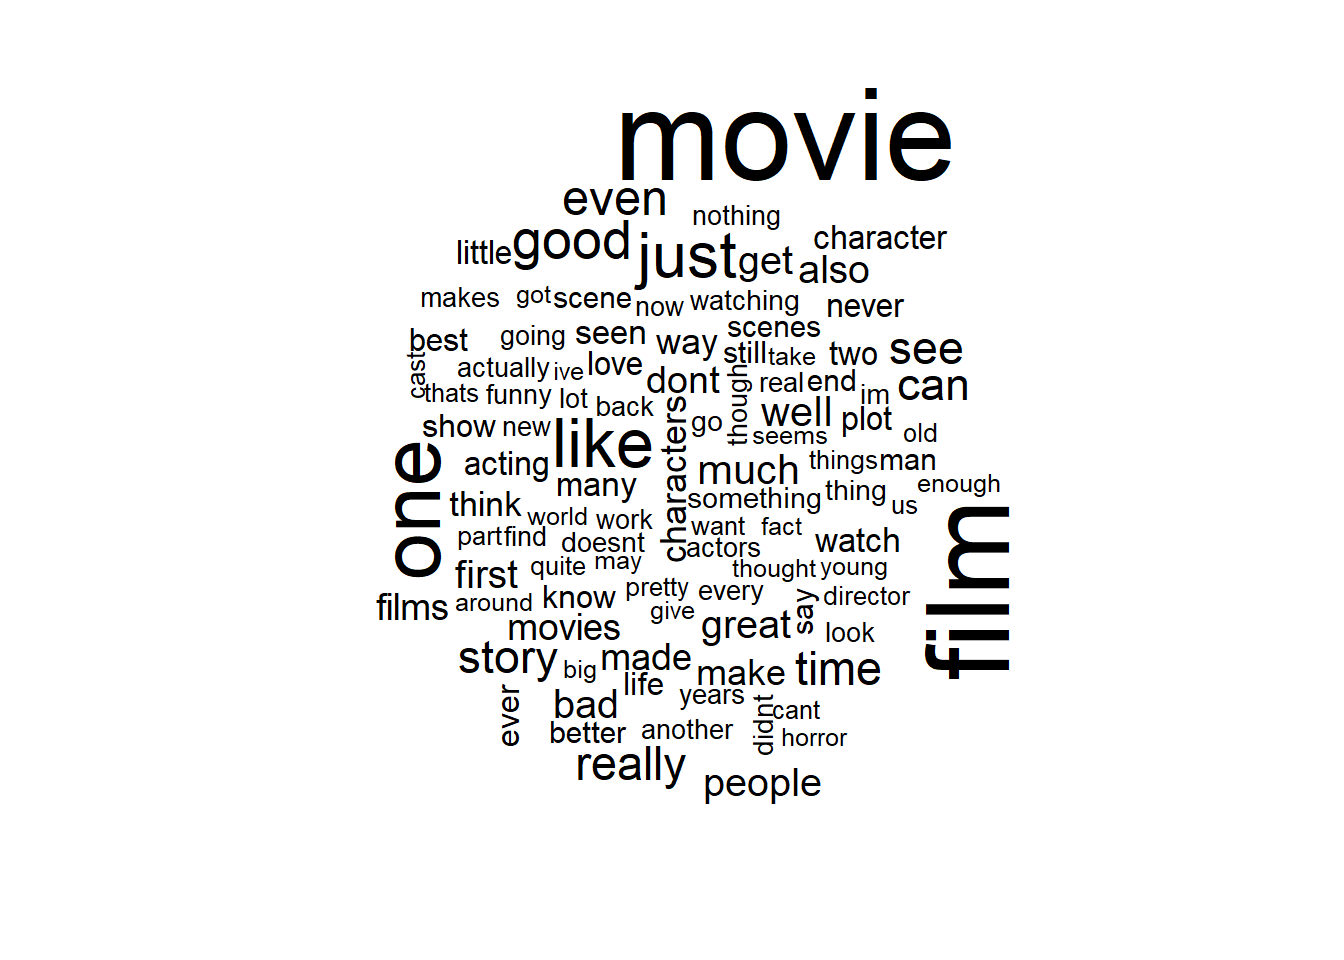 movie
even
nothing
little good just get also character
makes got scene now watching never
best going seen way scenes
still take two see
cast actually ive love dont though real end im can
thats funny lot back characters go well plot
show new like seems old
one acting much things man
many something thing us enough
think world work want fact film
part find doesnt actors watch
first quite may thought young
films around know pretty every say director
movies give great look
story big made make time
life years
ever bad didnt cant
better another horror
really people